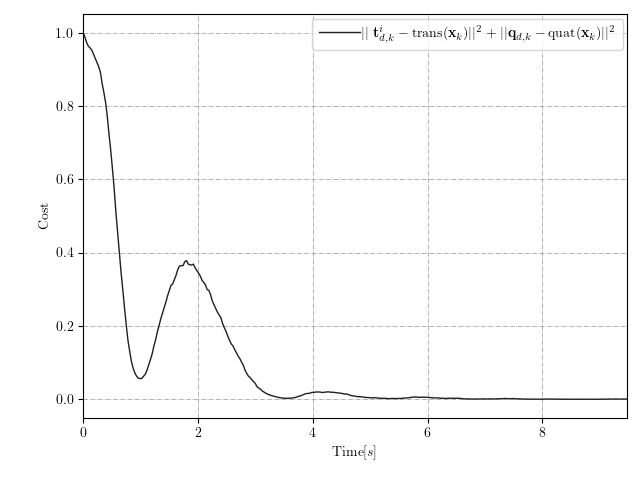 || t^i_{d,k} − trans(x_k)||² + ||q_{d,k} − quat(x_k)||²
1.0
0.8
0.6
0.4
0.2
0.0
Cost
0 2 4 6 8
Time[s]